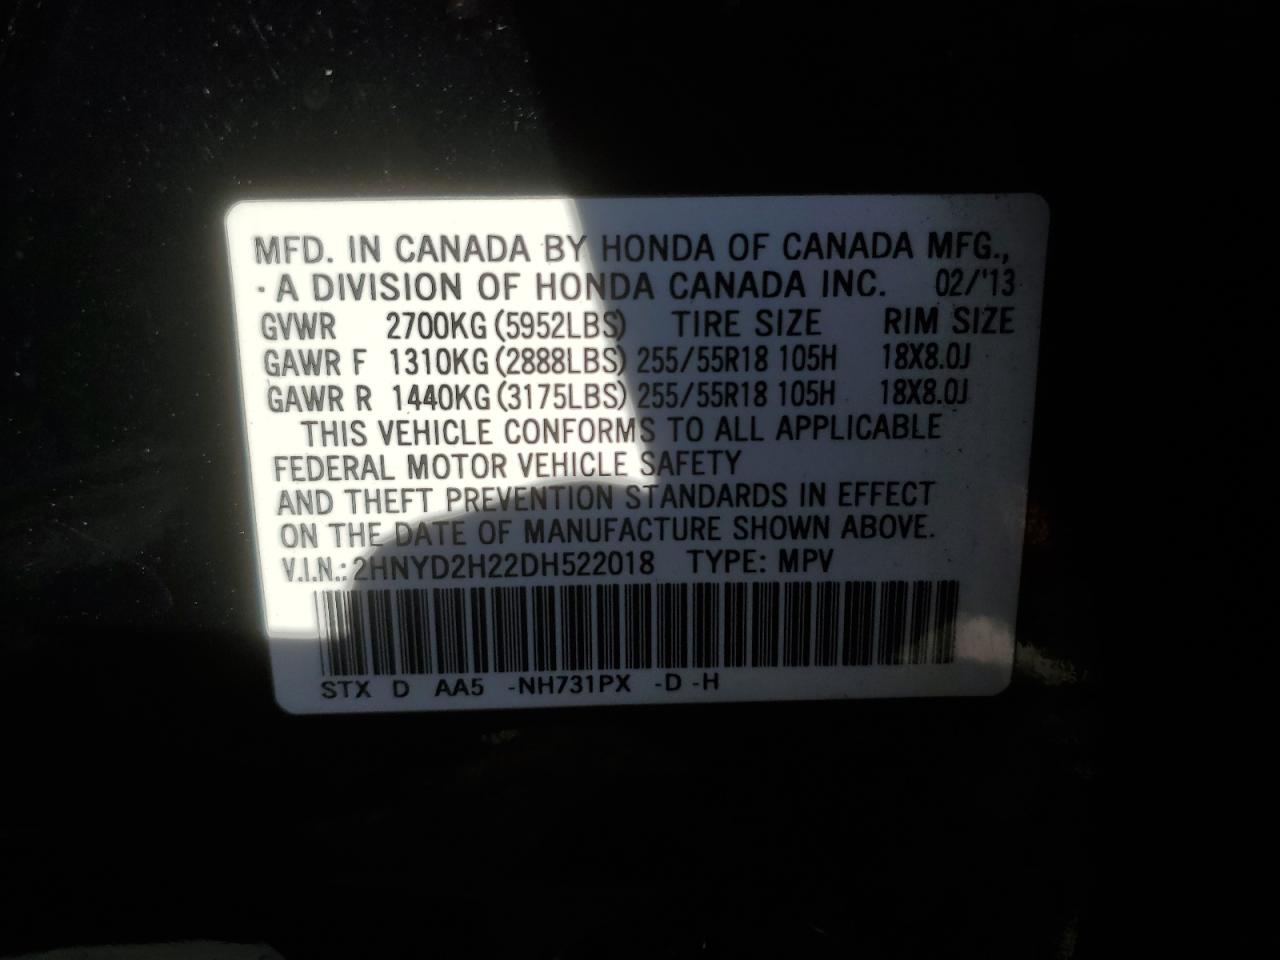 MFD. IN CANADA BY HONDA OF CANADA MFG.,
· A DIVISION OF HONDA CANADA INC. 02/'13
GVWR 2700KG (5952LBS) TIRE SIZE RIM SIZE
GAWR F 1310KG (2888LBS) 255/55R18 105H 18X8.0J
GAWR R 1440KG (3175LBS) 255/55R18 105H 18X8.0J
THIS VEHICLE CONFORMS TO ALL APPLICABLE
FEDERAL MOTOR VEHICLE SAFETY
AND THEFT PREVENTION STANDARDS IN EFFECT
ON THE DATE OF MANUFACTURE SHOWN ABOVE.
V.I.N.: 2HNYD2H22DH522018 TYPE: MPV
STX D AA5 -NH731PX -D -H